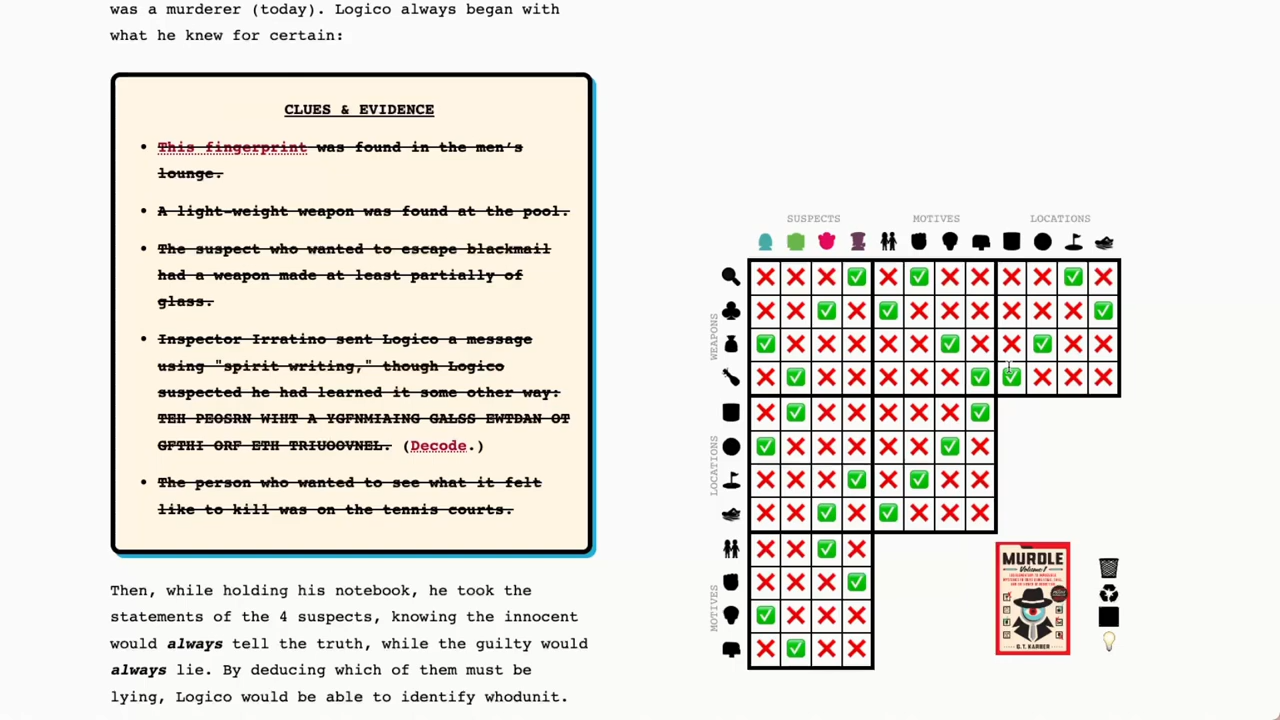 was a murderer (today). Logico always began with
what he knew for certain:
CLUES & EVIDENCE
• This fingerprint was found in the men's
lounge.
• A light-weight weapon was found at the pool.
• The suspect who wanted to escape blackmail
had a weapon made at least partially of
glass.
• Inspector Irratino sent Logico a message
using "spirit writing," though Logico
suspected he had learned it some other way:
TEH PEOSRN WIHT A YGFNMIAING GALSS EWTDAN OT
GFTHI ORF ETH TRIUOOVNEL. (Decode.)
• The person who wanted to see what it felt
like to kill was on the tennis courts.
Then, while holding his notebook, he took the
statements of the 4 suspects, knowing the innocent
would always tell the truth, while the guilty would
always lie. By deducing which of them must be
lying, Logico would be able to identify whodunit.
SUSPECTS MOTIVES LOCATIONS
WEAPONS
LOCATIONS
MOTIVES
MURDLE
Volume 1
G.T. KARBER